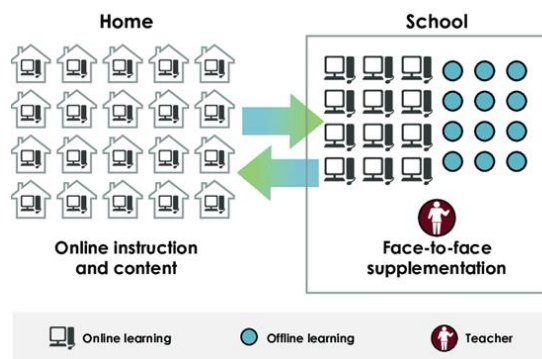 Home
School
Online instruction
and content
Face-to-face
supplementation
Online learning
Offline learning
Teacher